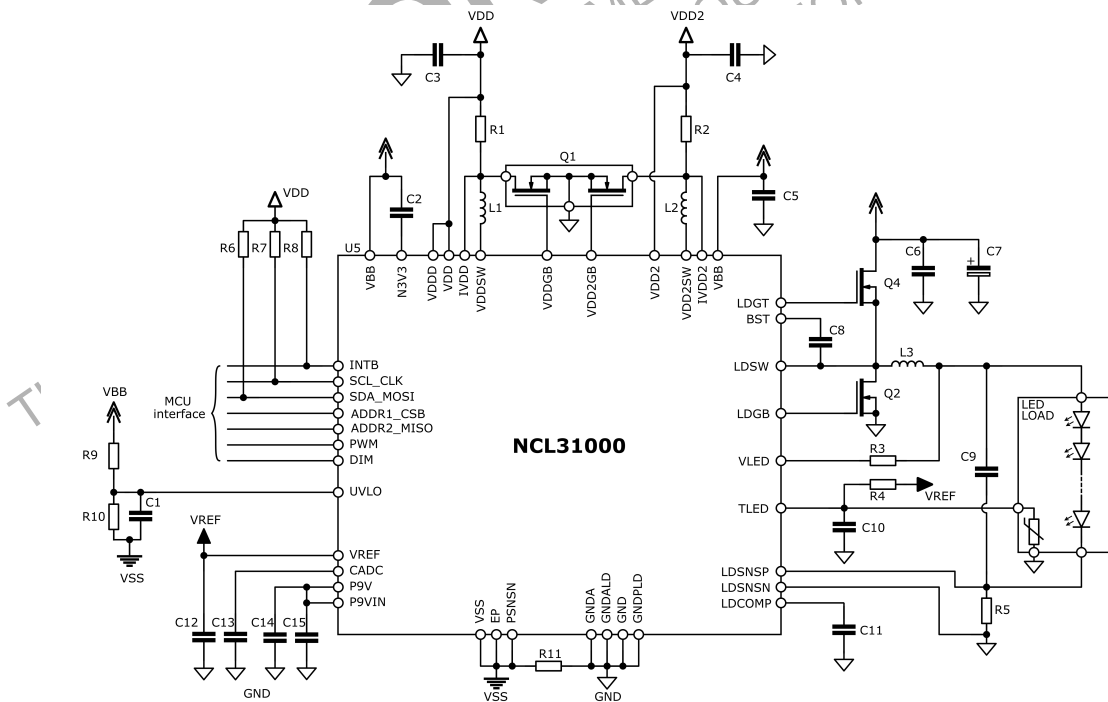 VDD
VDD2
C3
C4
R1
R2
Q1
C2
C5
VDD
L1
L2
R6
R7
R8
U5
C6
+
C7
VBB
N3V3
VDDD
VDD
IVDD
VDDSW
VDDGB
VDD2GB
VDD2
VDD2SW
IVDD2
VBB
Q4
LDGT
BST
C8
L3
LDSW
INTB
SCL_CLK
SDA_MOSI
ADDR1_CSB
ADDR2_MISO
PWM
DIM
MCU
interface
Q2
LDGB
LED
LOAD
VBB
NCL31000
R9
R3
VLED
C9
R4
VREF
UVLO
C1
R10
TLED
C10
VREF
VSS
VREF
CADC
P9V
P9VIN
LDSNSP
LDSNSN
LDCOMP
R5
C12
C13
C14
C15
VSS
EP
PSNSN
GNDA
GNDALD
GND
GNDPLD
C11
R11
GND
VSS
GND